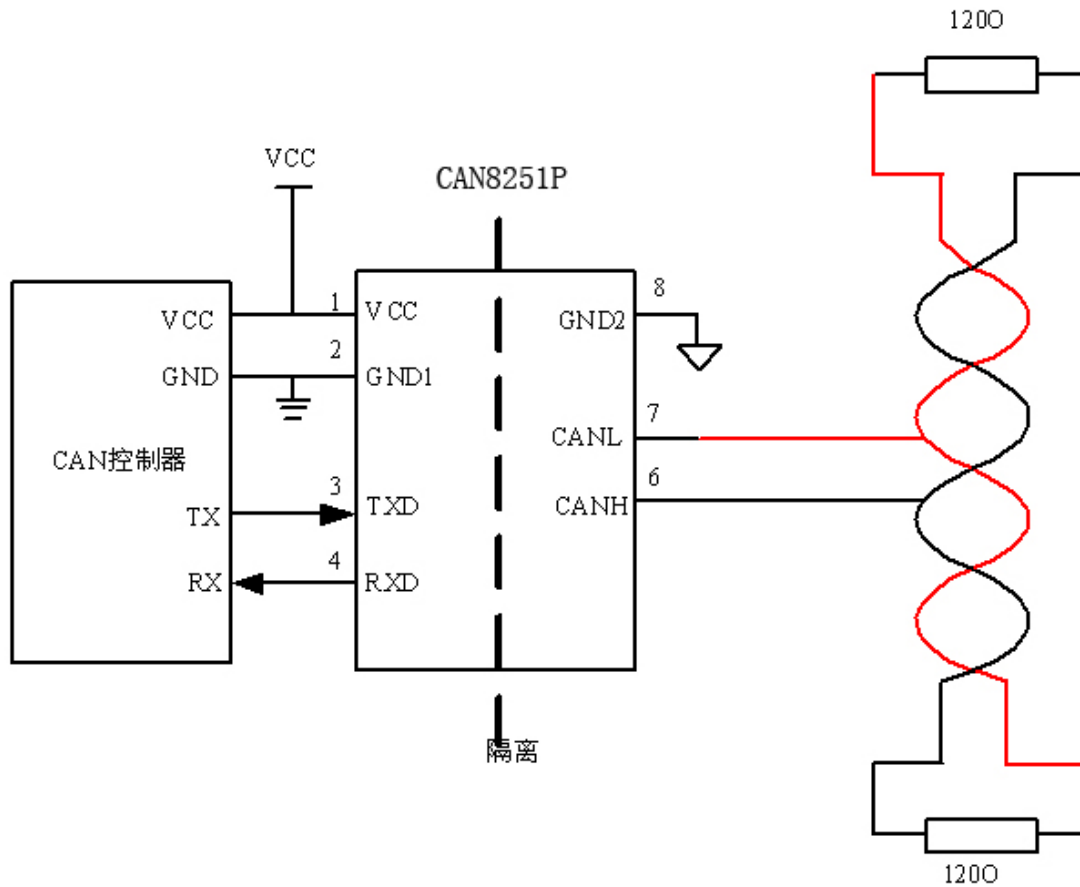 120O
VCC
CAN8251P
8
1
VCC
VCC
GND2
2
GND
GND1
7
CANL
CAN控制器
6
3
CANH
TX
TXD
4
RX
RXD
隔离
120O